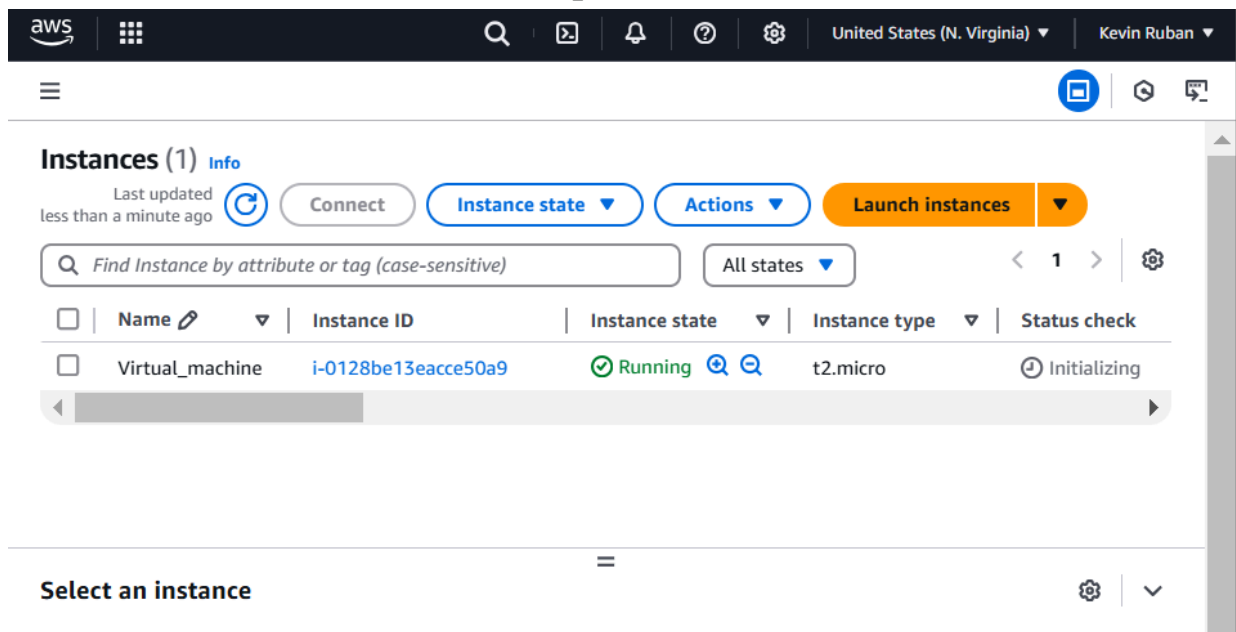 aws United States (N. Virginia) Kevin Ruban
Instances (1) Info
Last updated
less than a minute ago
Connect Instance state Actions Launch instances
Find Instance by attribute or tag (case-sensitive) All states 1
Name Instance ID Instance state Instance type Status check
Virtual_machine i-0128be13eacce50a9 Running t2.micro Initializing
Select an instance